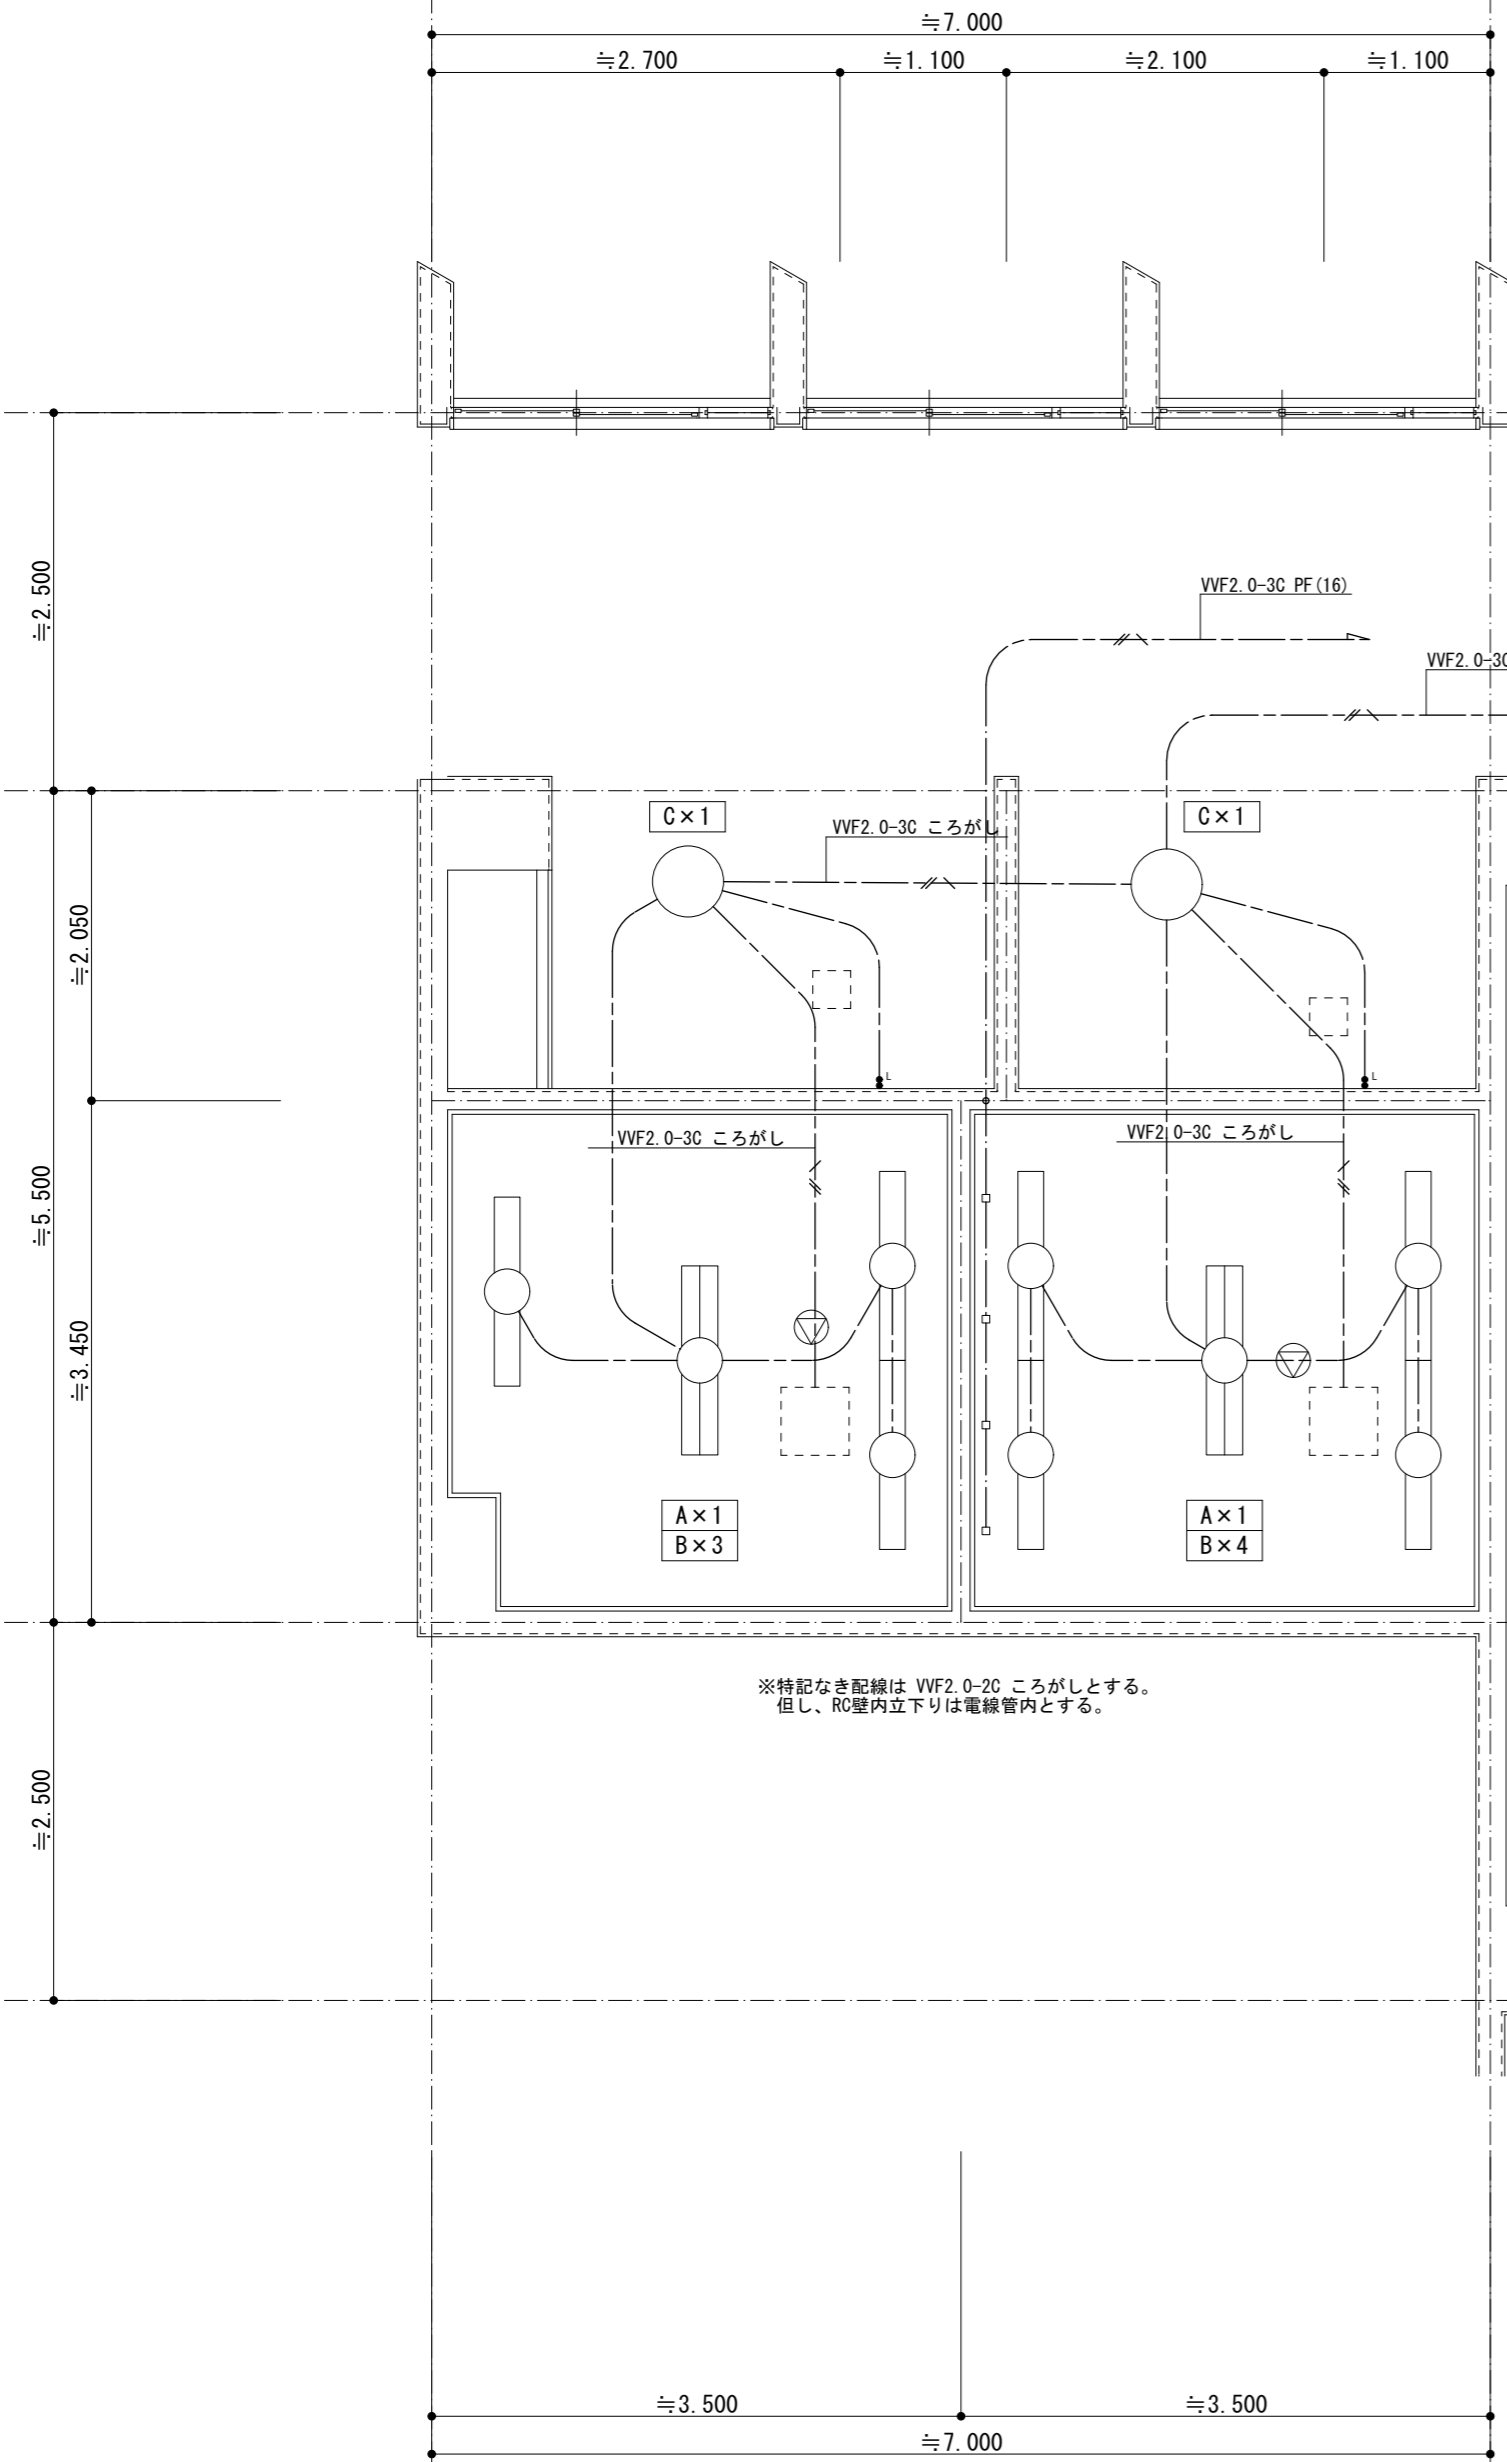 ≒7.000
≒2.700
≒1.100
≒2.100
≒1.100
≒2.500
VVF2.0-3C PF(16)
VVF2.0-3C
C×1
C×1
VVF2.0-3C ころがし
≒2.050
L
L
VVF2.0-3C ころがし
VVF2.0-3C ころがし
≒5.500
≒3.450
A×1
B×3
A×1
B×4
※特記なき配線は VVF2.0-2C ころがしとする。
但し、RC壁内立下りは電線管内とする。
≒2.500
≒3.500
≒3.500
≒7.000